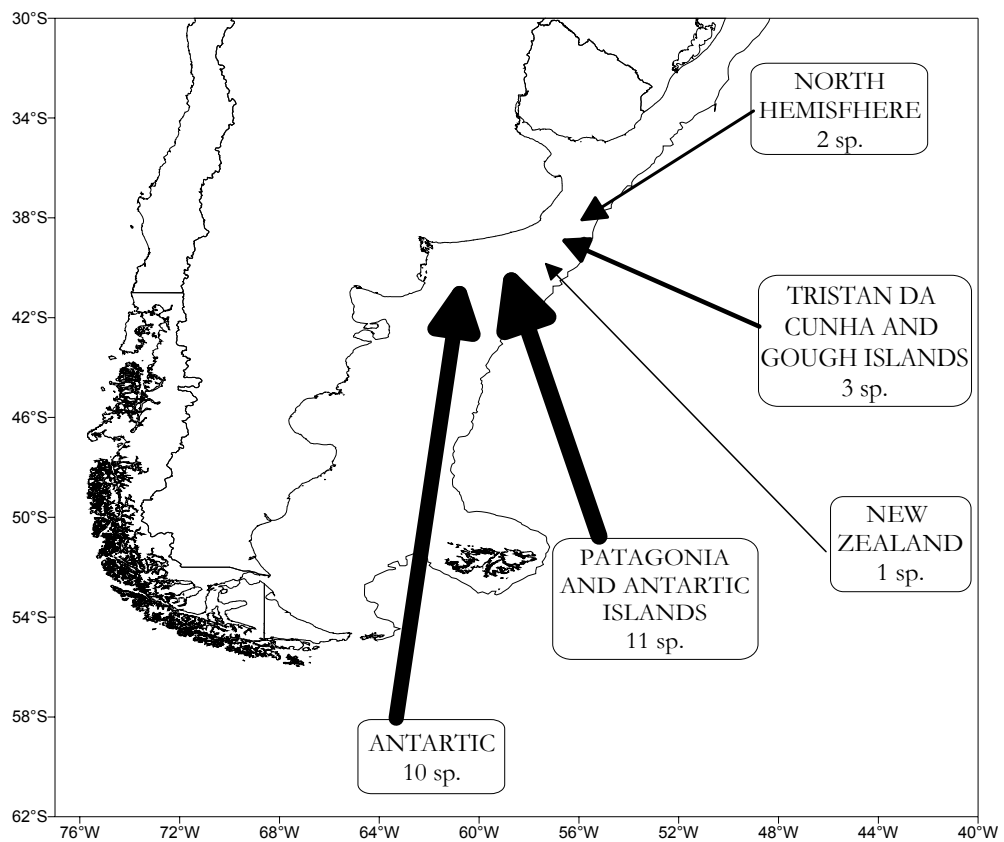 30°S
34°S
38°S
42°S
46°S
50°S
54°S
58°S
62°S
76°W 72°W 68°W 64°W 60°W 56°W 52°W 48°W 44°W 40°W
NORTH
HEMISFHERE
2 sp.
TRISTAN DA
CUNHA AND
GOUGH ISLANDS
3 sp.
NEW
ZEALAND
1 sp.
PATAGONIA
AND ANTARTIC
ISLANDS
11 sp.
ANTARTIC
10 sp.